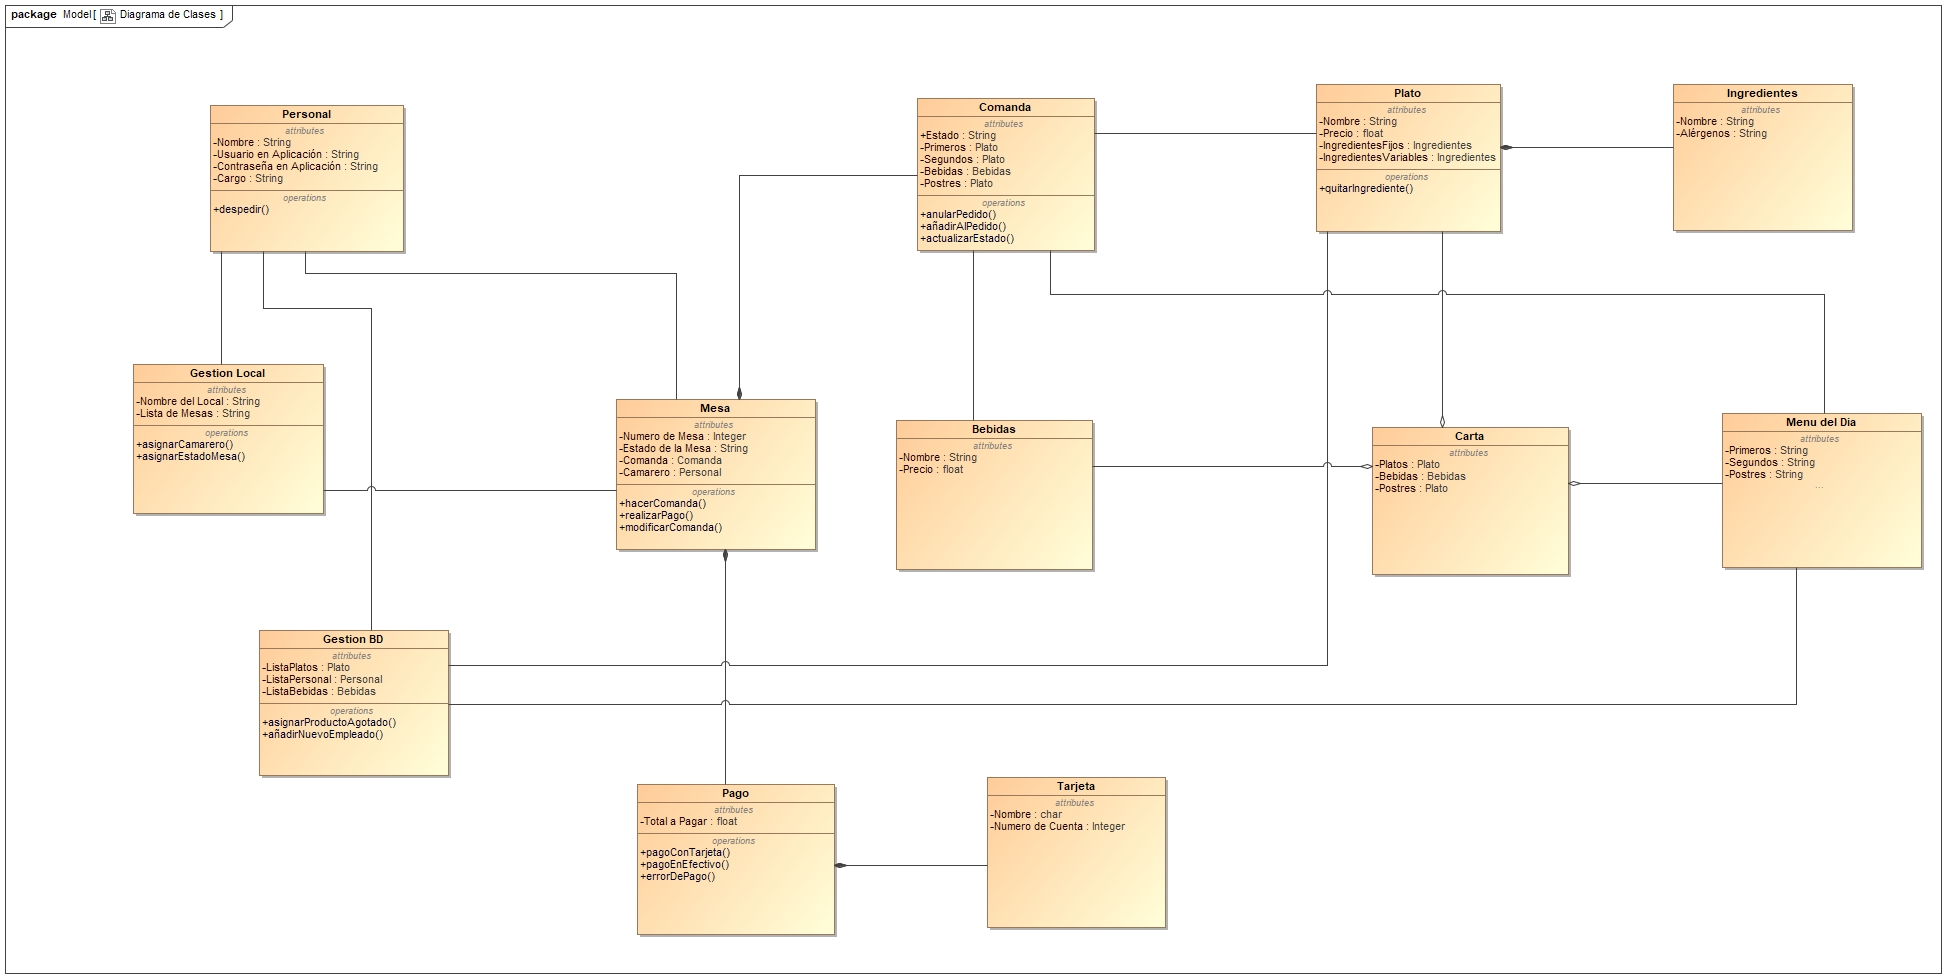 package Model[ Diagrama de Clases ]
Personal
attributes
-Nombre : String
-Usuario en Aplicación : String
-Contraseña en Aplicación : String
-Cargo : String
operations
+despedir()
Comanda
attributes
+Estado : String
-Primeros : Plato
-Segundos : Plato
-Bebidas : Bebidas
-Postres : Plato
operations
+anularPedido()
+añadirAlPedido()
+actualizarEstado()
Plato
attributes
-Nombre : String
-Precio : float
-IngredientesFijos : Ingredientes
-IngredientesVariables : Ingredientes
operations
+quitarIngrediente()
Ingredientes
attributes
-Nombre : String
-Alérgenos : String
Gestion Local
attributes
-Nombre del Local : String
-Lista de Mesas : String
operations
+asignarCamarero()
+asignarEstadoMesa()
Mesa
attributes
-Numero de Mesa : Integer
-Estado de la Mesa : String
-Comanda : Comanda
-Camarero : Personal
operations
+hacerComanda()
+realizarPago()
+modificarComanda()
Bebidas
attributes
-Nombre : String
-Precio : float
Carta
attributes
-Platos : Plato
-Bebidas : Bebidas
-Postres : Plato
Menu del Dia
attributes
-Primeros : String
-Segundos : String
-Postres : String
...
Gestion BD
attributes
-ListaPlatos : Plato
-ListaPersonal : Personal
-ListaBebidas : Bebidas
operations
+asignarProductoAgotado()
+añadirNuevoEmpleado()
Pago
attributes
-Total a Pagar : float
operations
+pagoConTarjeta()
+pagoEnEfectivo()
+errorDePago()
Tarjeta
attributes
-Nombre : char
-Numero de Cuenta : Integer